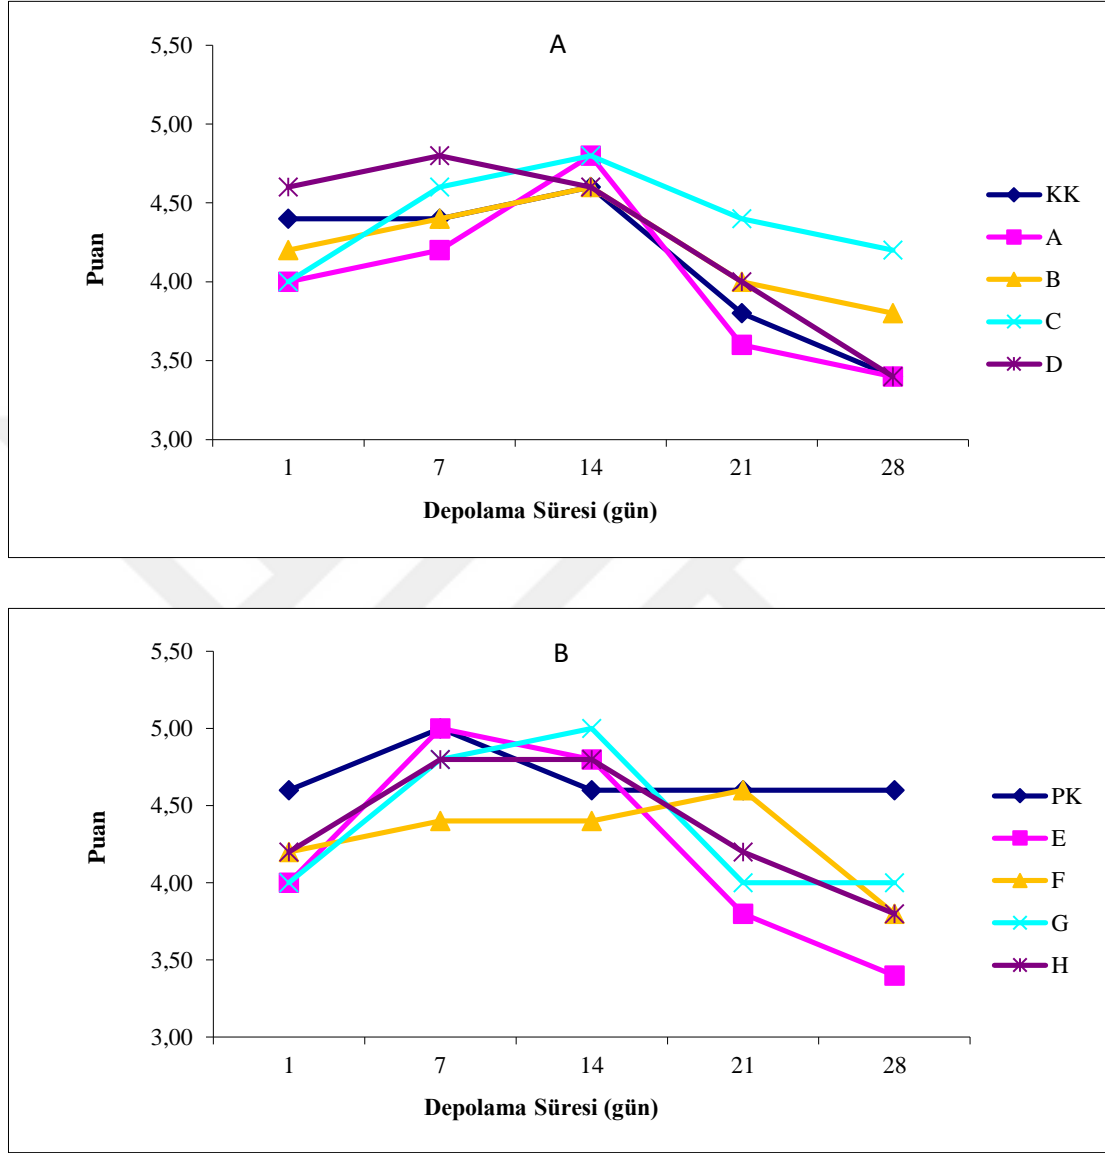 A
5,50
5,00
4,50
4,00
3,50
3,00
Puan
1 7 14 21 28
Depolama Süresi (gün)
KK
A
B
C
D
B
5,50
5,00
4,50
4,00
3,50
3,00
Puan
1 7 14 21 28
Depolama Süresi (gün)
PK
E
F
G
H